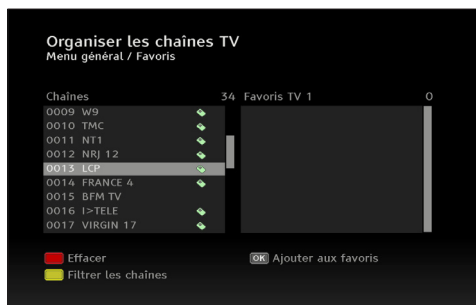 Organiser les chaînes TV
Menu général / Favoris
Chaînes 34 Favoris TV 1 0
0009 W9
0010 TMC
0011 NT1
0012 NRJ 12
0013 LCP
0014 FRANCE 4
0015 BFM TV
0016 I>TELE
0017 VIRGIN 17
Effacer OK Ajouter aux favoris
Filtrer les chaînes